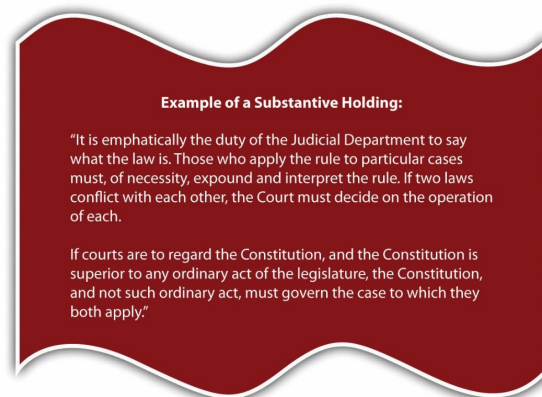 Example of a Substantive Holding:
“It is emphatically the duty of the Judicial Department to say
what the law is. Those who apply the rule to particular cases
must, of necessity, expound and interpret the rule. If two laws
conflict with each other, the Court must decide on the operation
of each.
If courts are to regard the Constitution, and the Constitution is
superior to any ordinary act of the legislature, the Constitution,
and not such ordinary act, must govern the case to which they
both apply.”